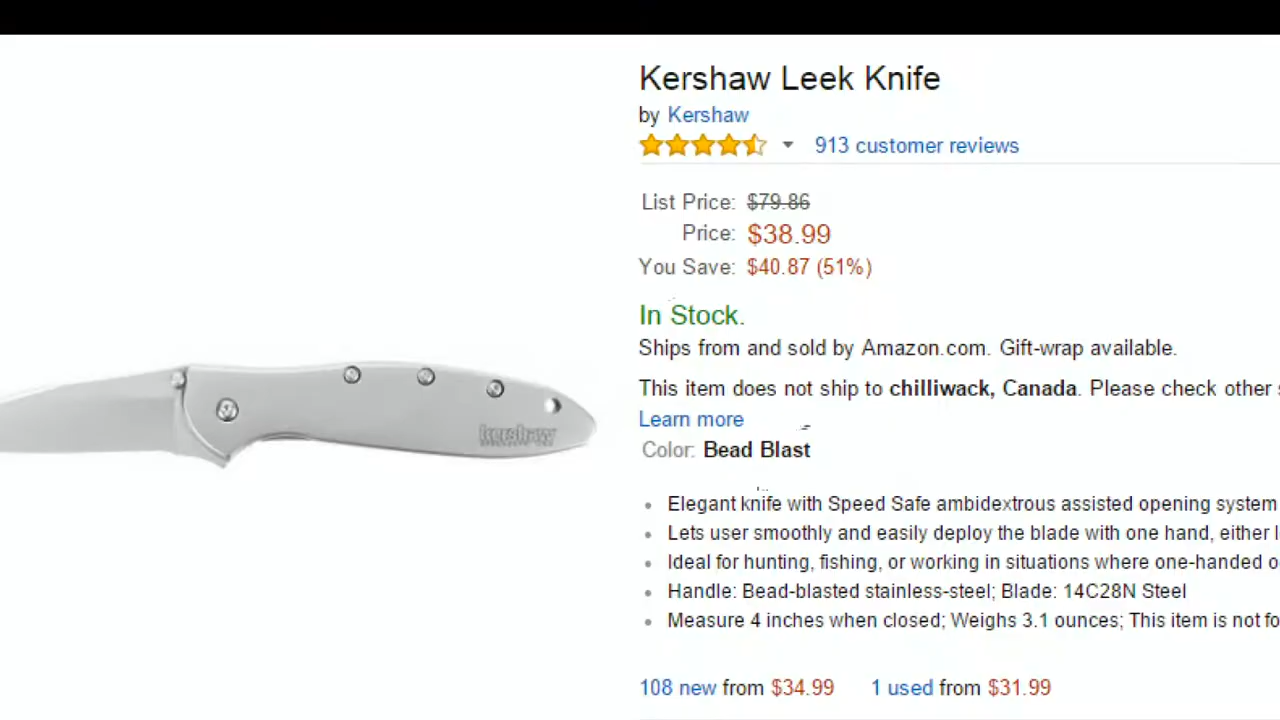 Kershaw Leek Knife
by Kershaw
913 customer reviews
List Price: $79.86
Price: $38.99
You Save: $40.87 (51%)
In Stock.
Ships from and sold by Amazon.com. Gift-wrap available.
This item does not ship to chilliwack, Canada. Please check other
Learn more
Color: Bead Blast
Elegant knife with Speed Safe ambidextrous assisted opening system
Lets user smoothly and easily deploy the blade with one hand, either
Ideal for hunting, fishing, or working in situations where one-handed
Handle: Bead-blasted stainless-steel; Blade: 14C28N Steel
Measure 4 inches when closed; Weighs 3.1 ounces; This item is not
108 new from $34.99 1 used from $31.99
kershaw